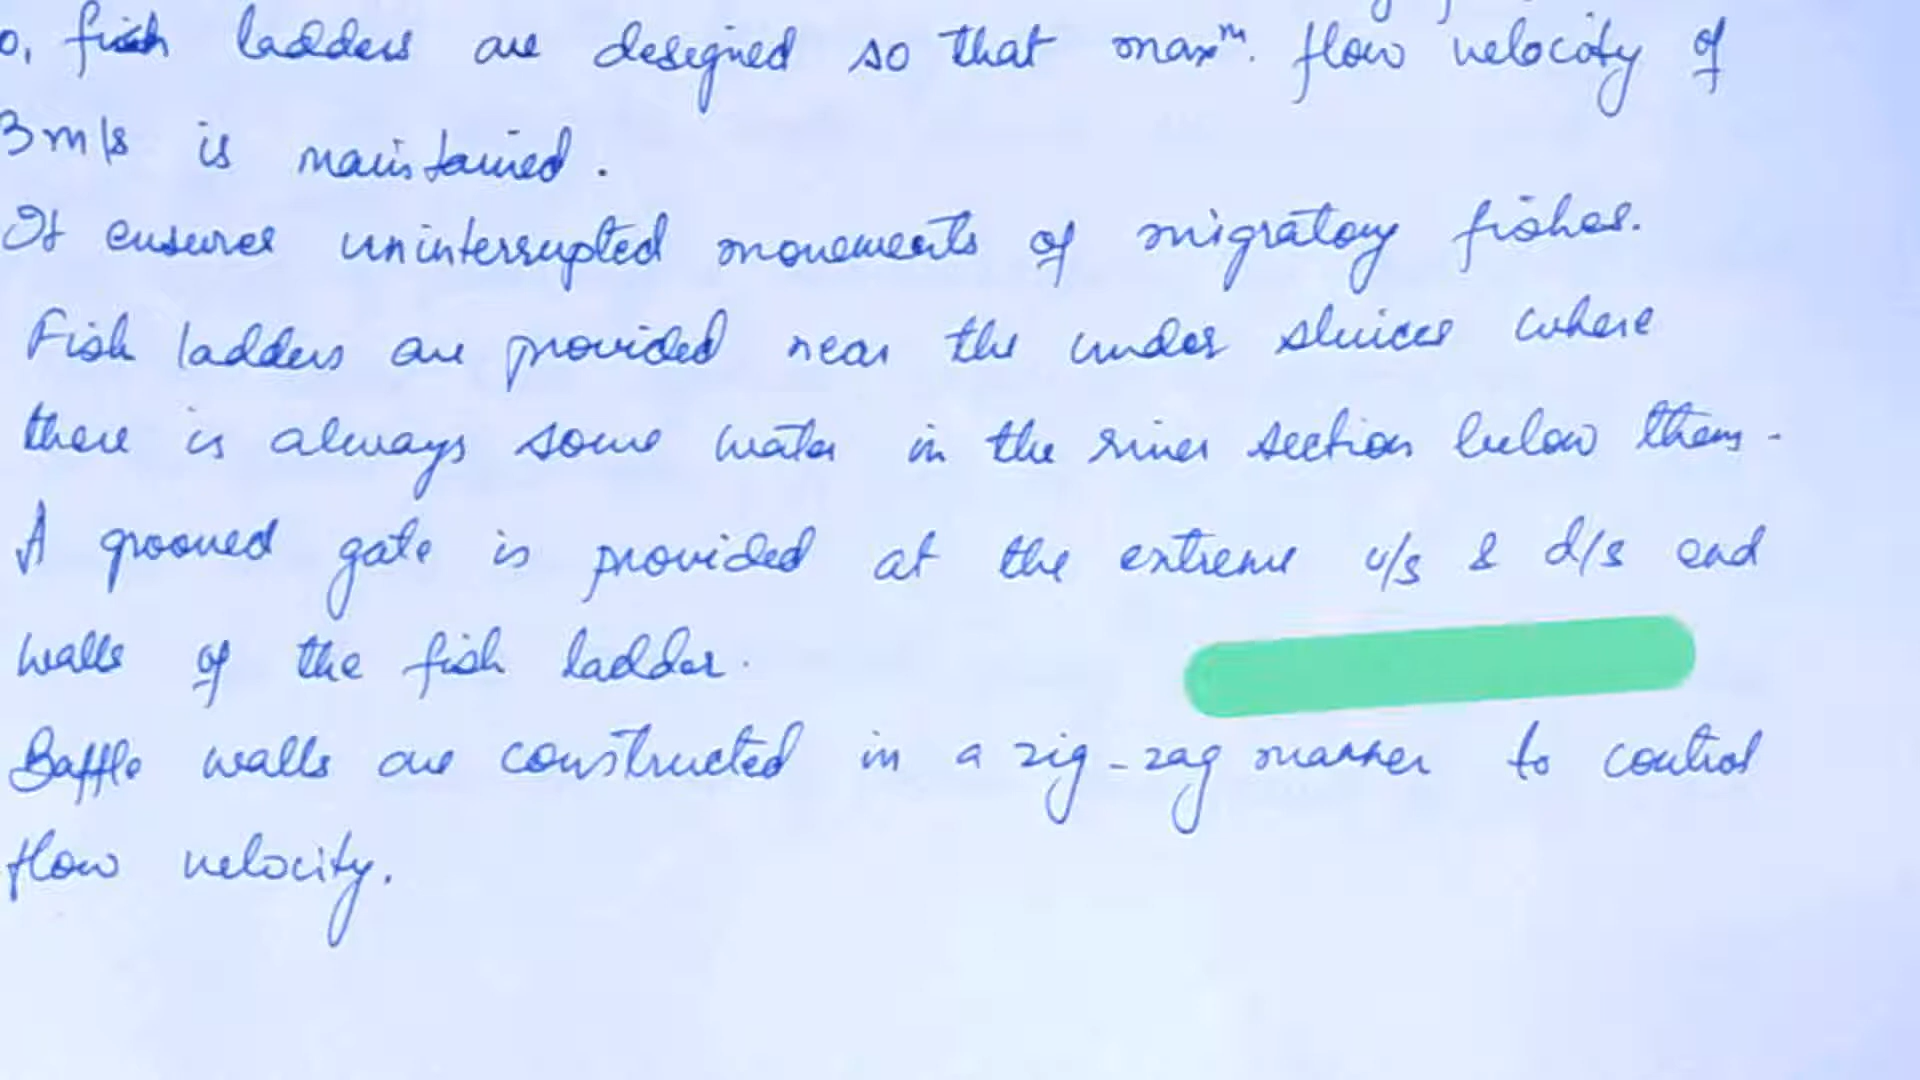 o, fish ladders are designed so that maxᵐ. flow velocity of
3 m/s is maintained.
It ensures uninterrupted movements of migratory fishes.
Fish ladders are provided near the under sluices where
there is always some water in the river section below them.
A grooved gate is provided at the extreme u/s & d/s end
walls of the fish ladder.
Baffle walls are constructed in a zig-zag manner to control
flow velocity.